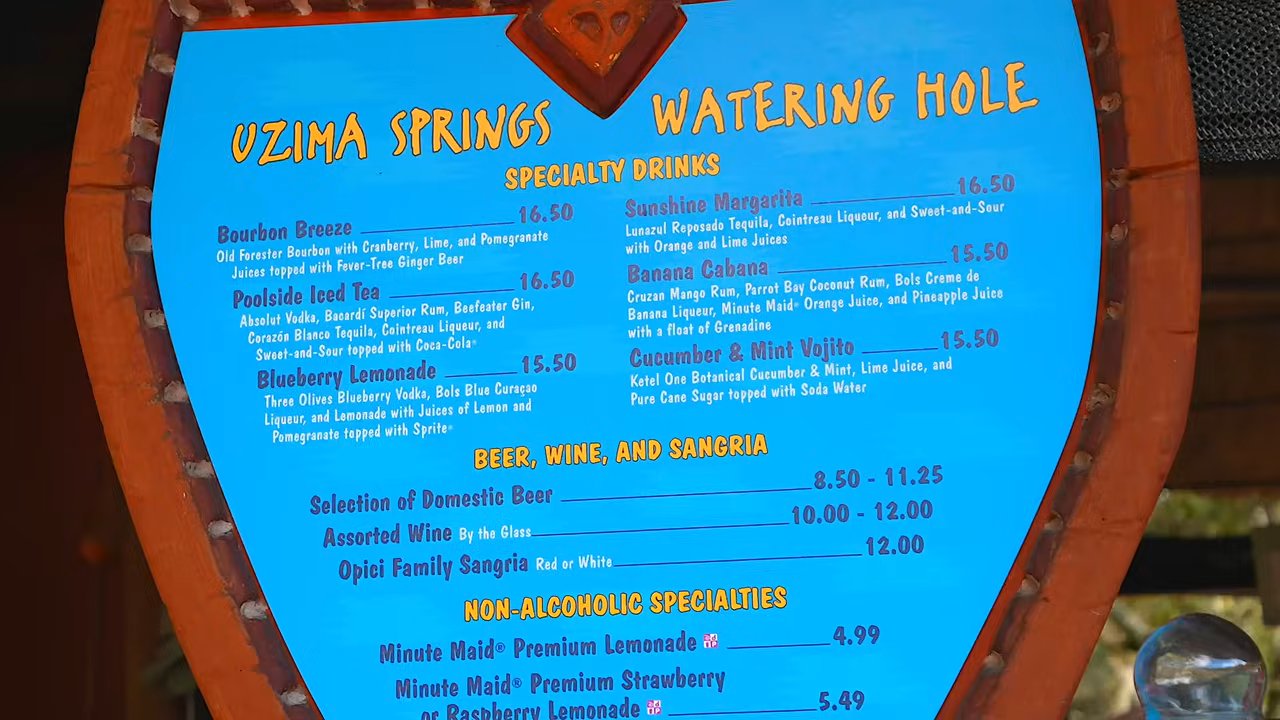 UZIMA SPRINGS WATERING HOLE
SPECIALTY DRINKS
Bourbon Breeze 16.50
Old Forester Bourbon with Cranberry, Lime, and Pomegranate
Juices topped with Fever-Tree Ginger Beer
Poolside Iced Tea 16.50
Absolut Vodka, Bacardí Superior Rum, Beefeater Gin,
Corazón Blanco Tequila, Cointreau Liqueur, and
Sweet-and-Sour topped with Coca-Cola®
Blueberry Lemonade 15.50
Three Olives Blueberry Vodka, Bols Blue Curaçao
Liqueur, and Lemonade with Juices of Lemon and
Pomegranate topped with Sprite®
Sunshine Margarita 16.50
Lunazul Reposado Tequila, Cointreau Liqueur, and Sweet-and-Sour
with Orange and Lime Juices
Banana Cabana 15.50
Cruzan Mango Rum, Parrot Bay Coconut Rum, Bols Creme de
Banana Liqueur, Minute Maid® Orange Juice, and Pineapple Juice
with a float of Grenadine
Cucumber & Mint Vojito 15.50
Ketel One Botanical Cucumber & Mint, Lime Juice, and
Pure Cane Sugar topped with Soda Water
BEER, WINE, AND SANGRIA
Selection of Domestic Beer 8.50 - 11.25
Assorted Wine By the Glass 10.00 - 12.00
Opici Family Sangria Red or White 12.00
NON-ALCOHOLIC SPECIALTIES
Minute Maid® Premium Lemonade 4.99
Minute Maid® Premium Strawberry
or Raspberry Lemonade 5.49